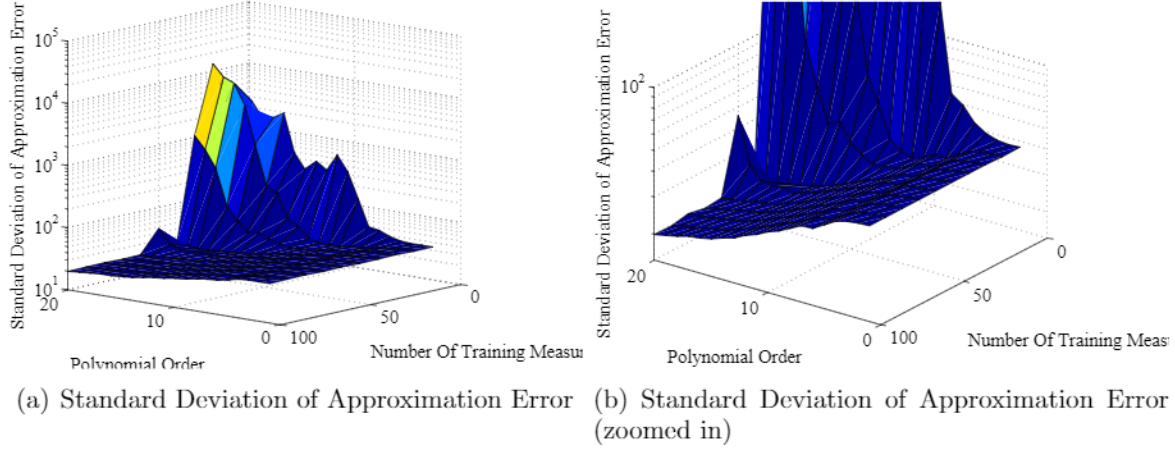 Standard Deviation of Approximation Error
10^5
10^4
10^3
10^2
10^1
20
10
0
100
50
0
Polynomial Order
Number Of Training Measu
(a) Standard Deviation of Approximation Error
Standard Deviation of Approximation Error
10^2
20
10
0
100
50
0
Polynomial Order
Number Of Training Measu
(b) Standard Deviation of Approximation Error
(zoomed in)